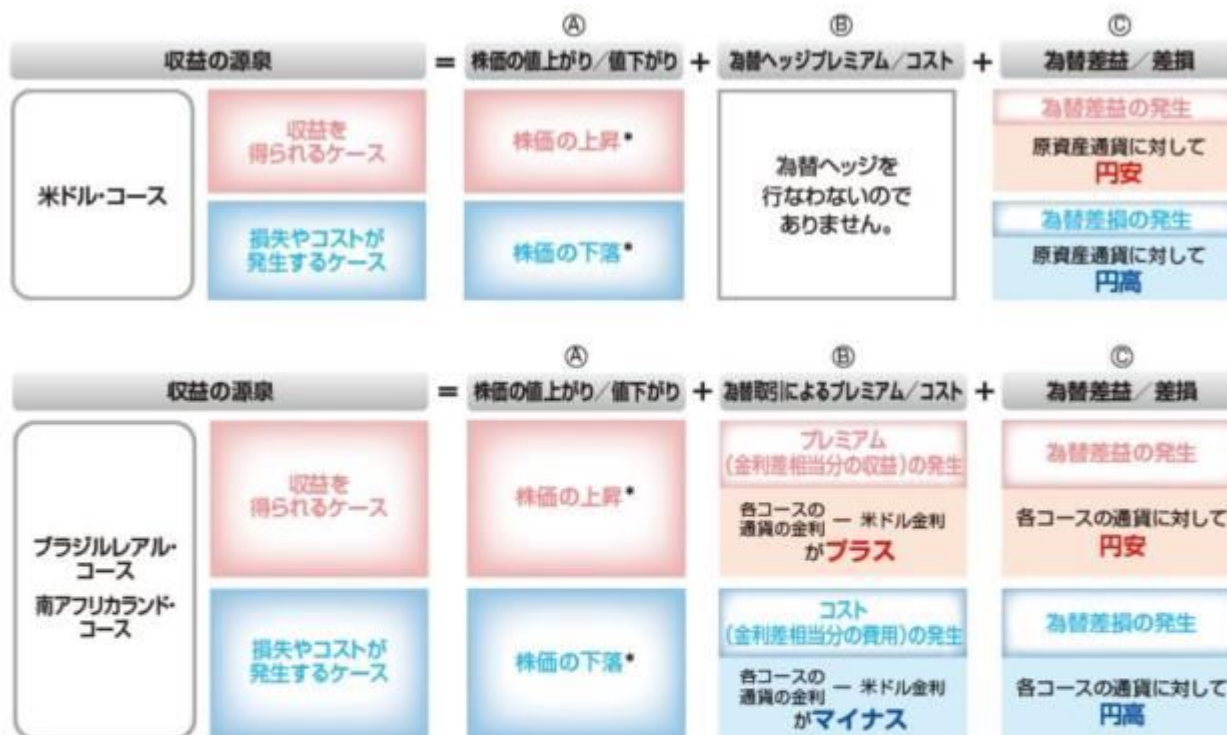 Ⓐ Ⓑ Ⓒ
収益の源泉 = 株価の値上がり/値下がり + 為替ヘッジプレミアム/コスト + 為替差益/差損
米ドル・コース
収益を
得られるケース
株価の上昇*
為替ヘッジを
行なわないので
ありません。
為替差益の発生
原資産通貨に対して
円安
損失やコストが
発生するケース
株価の下落*
為替差損の発生
原資産通貨に対して
円高
Ⓐ Ⓑ Ⓒ
収益の源泉 = 株価の値上がり/値下がり + 為替取引によるプレミアム/コスト + 為替差益/差損
ブラジルレアル・
コース
南アフリカランド・
コース
収益を
得られるケース
株価の上昇*
プレミアム
(金利差相当分の収益)の発生
各コースの
通貨の金利 ー 米ドル金利
がプラス
為替差益の発生
各コースの通貨に対して
円安
損失やコストが
発生するケース
株価の下落*
コスト
(金利差相当分の費用)の発生
各コースの
通貨の金利 ー 米ドル金利
がマイナス
為替差損の発生
各コースの通貨に対して
円高